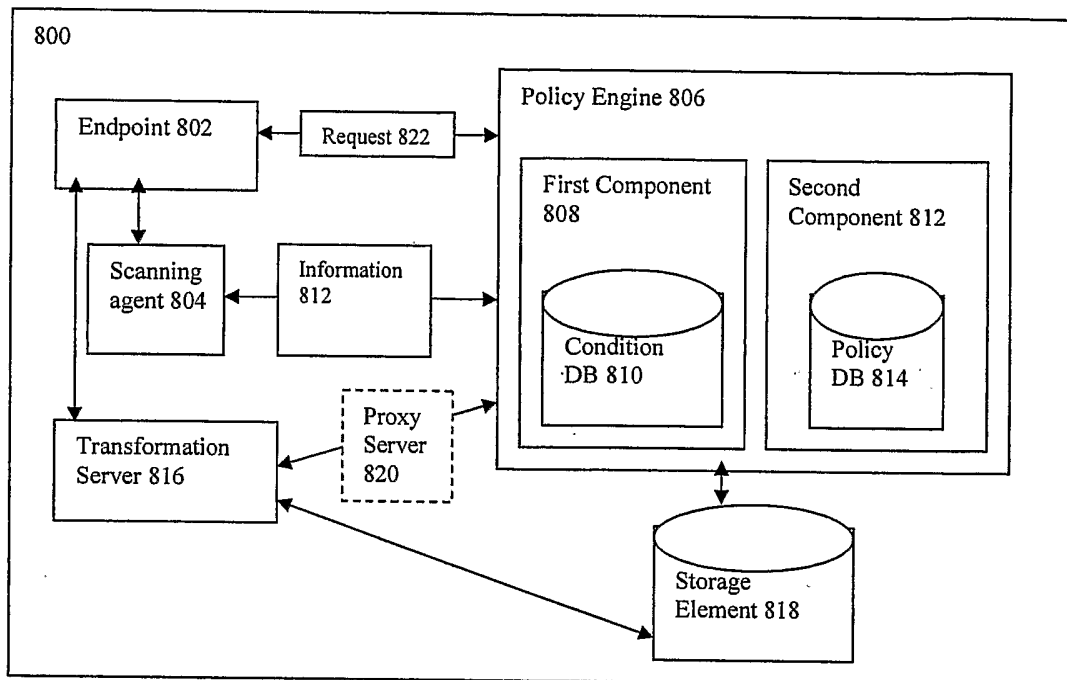 800
Endpoint 802
Request 822
Policy Engine 806
First Component
808
Second
Component 812
Scanning
agent 804
Information
812
Condition
DB 810
Policy
DB 814
Proxy
Server
820
Transformation
Server 816
Storage
Element 818